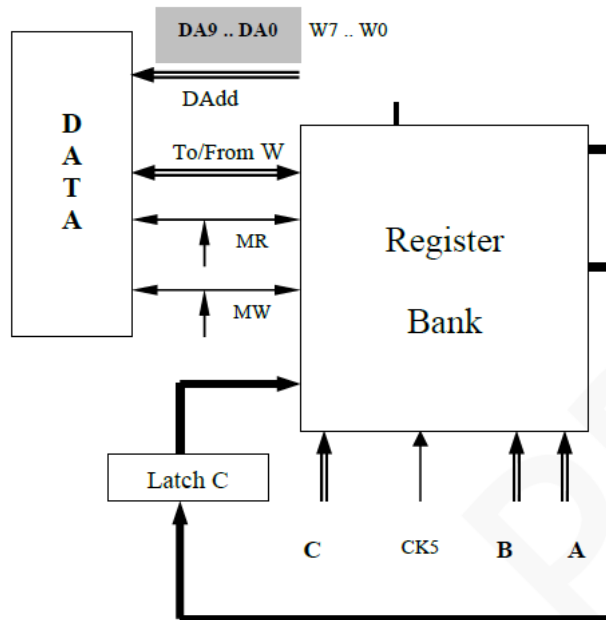 DA9 .. DA0 W7 .. W0
DAdd
D
A
T
A
To/From W
MR
MW
Register
Bank
Latch C
C CK5 B A